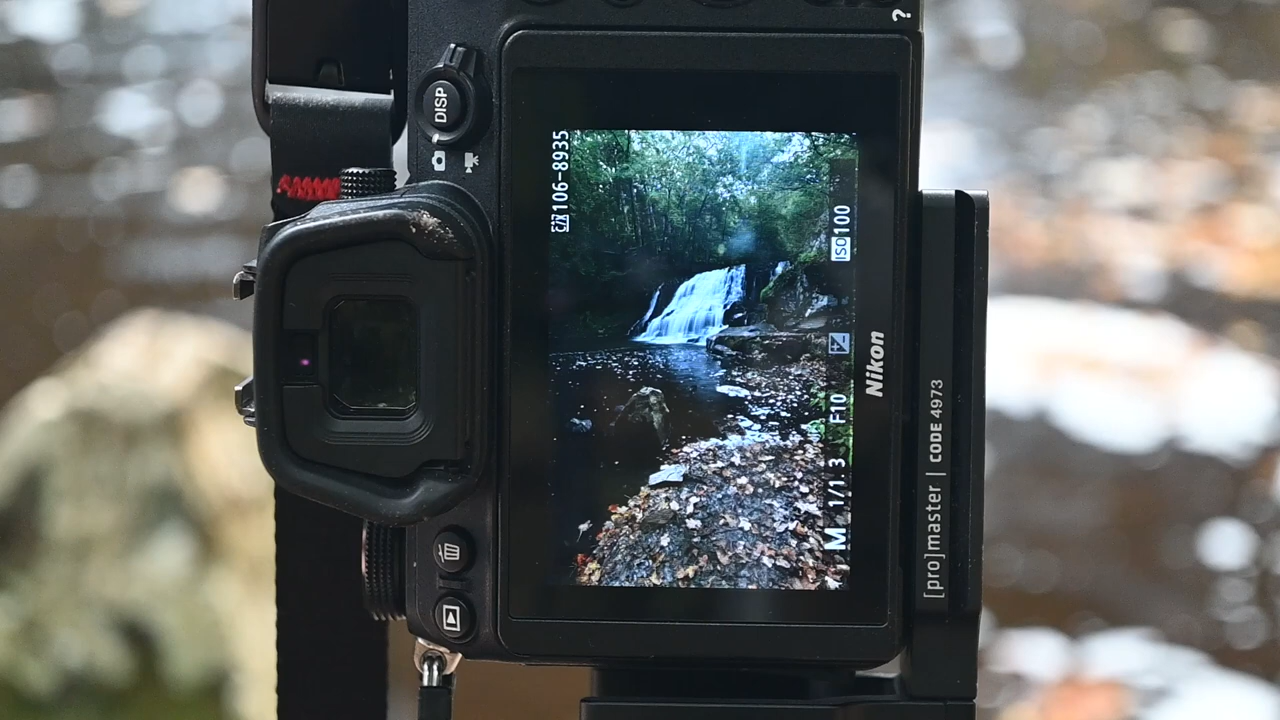 DISP
106-8935
ISO100
M 1/1.3 F10
Nikon
[pro]master | CODE 4973
?